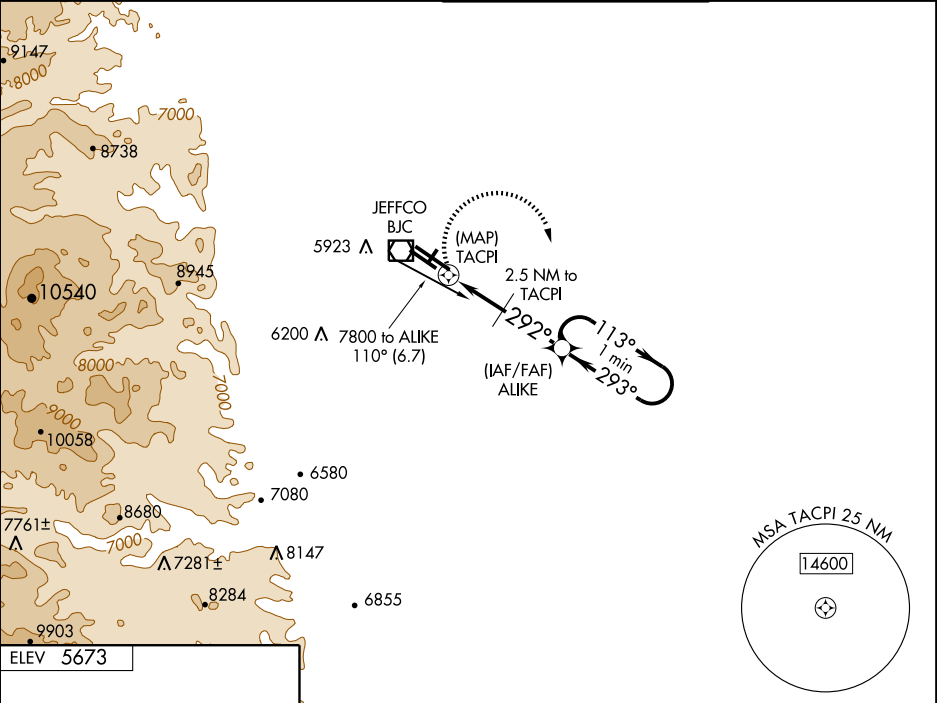 9147
8000
7000
8738
JEFFCO
BJC
5923
(MAP)
TACPI
8945
10540
2.5 NM to
TACPI
6200
7800 to ALIKE
110° (6.7)
292°
113°
1 min
293°
(IAF/FAF)
ALIKE
8000
7000
9000
10058
6580
7080
8680
7761±
7000
7281±
8147
8284
6855
9903
ELEV 5673
MSA TACPI 25 NM
14600